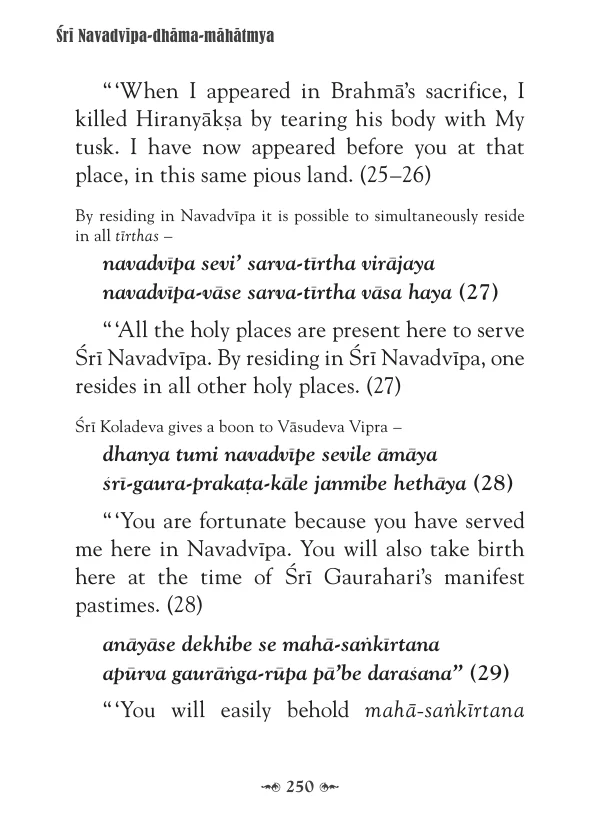 Śrī Navadvīpa-dhāma-māhātmya
“ ‘When I appeared in Brahmā’s sacrifice, I
killed Hiranyākṣa by tearing his body with My
tusk. I have now appeared before you at that
place, in this same pious land. (25–26)
By residing in Navadvīpa it is possible to simultaneously reside
in all tīrthas –
navadvīpa sevi’ sarva-tīrtha virājaya
navadvīpa-vāse sarva-tīrtha vāsa haya (27)
“ ‘All the holy places are present here to serve
Śrī Navadvīpa. By residing in Śrī Navadvīpa, one
resides in all other holy places. (27)
Śrī Koladeva gives a boon to Vāsudeva Vipra –
dhanya tumi navadvīpe sevile āmāya
śrī-gaura-prakaṭa-kāle janmibe hethāya (28)
“ ‘You are fortunate because you have served
me here in Navadvīpa. You will also take birth
here at the time of Śrī Gaurahari’s manifest
pastimes. (28)
anāyāse dekhibe se mahā-saṅkīrtana
apūrva gaurāṅga-rūpa pā’be daraśana” (29)
“ ‘You will easily behold mahā-saṅkīrtana
250